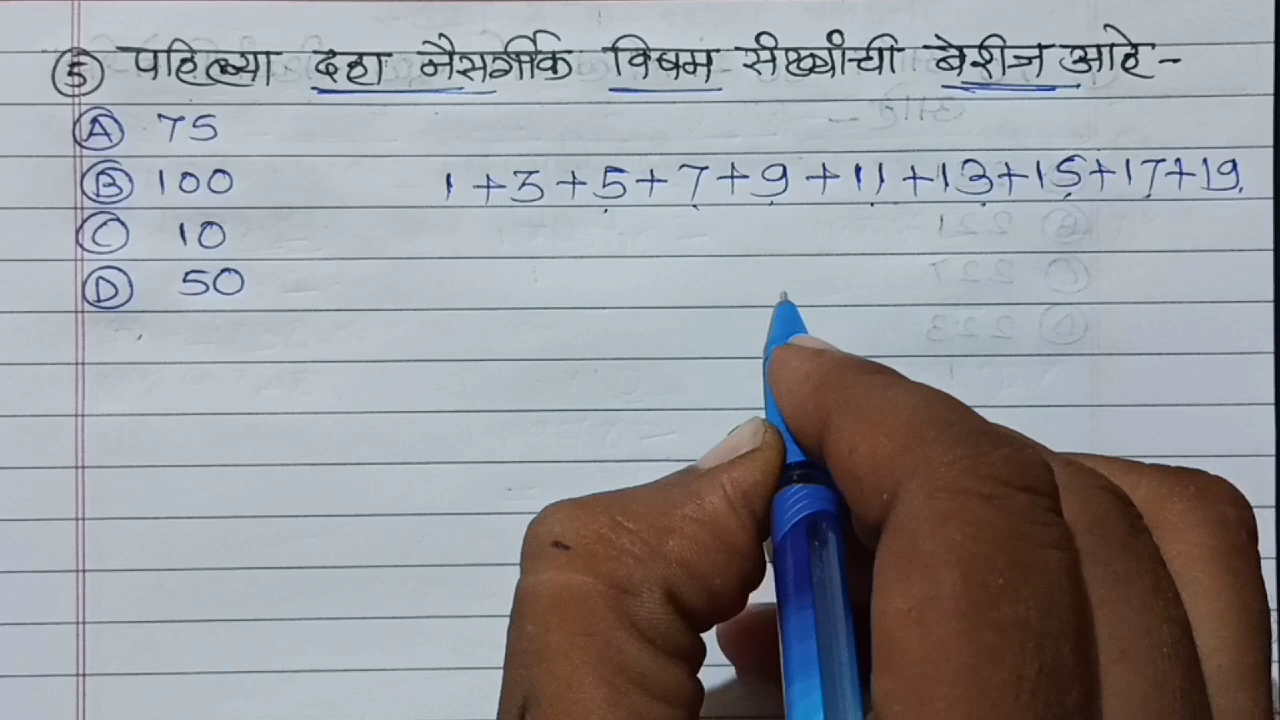 5 पहिल्या दहा नैसर्गीक विषम संख्यांची बेरीज आहे -
A 75
B 100 1 + 3 + 5 + 7 + 9 + 11 + 13 + 15 + 17 + 19
C 10
D 50